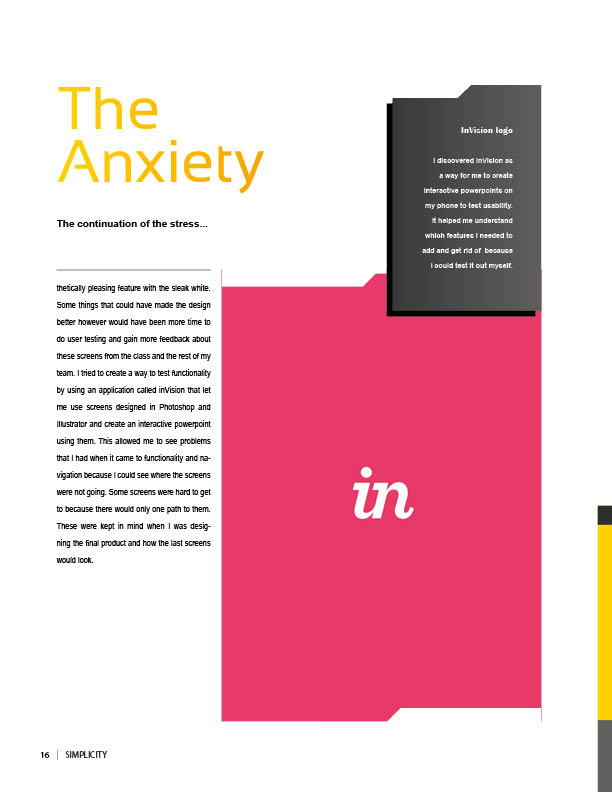 The
Anxiety
The continuation of the stress...
InVision logo
I discovered InVision as
a way for me to create
interactive powerpoints on
my phone to test usability.
It helped me understand
which features I needed to
add and get rid of because
I could test it out myself.
thetically pleasing feature with the sleak white.
Some things that could have made the design
better however would have been more time to
do user testing and gain more feedback about
these screens from the class and the rest of my
team. I tried to create a way to test functionality
by using an application called inVision that let
me use screens designed in Photoshop and
Illustrator and create an interactive powerpoint
using them. This allowed me to see problems
that I had when it came to functionality and na-
vigation because I could see where the screens
were not going. Some screens were hard to get
to because there would only one path to them.
These were kept in mind when I was desig-
ning the final product and how the last screens
would look.
in
16 | SIMPLICITY